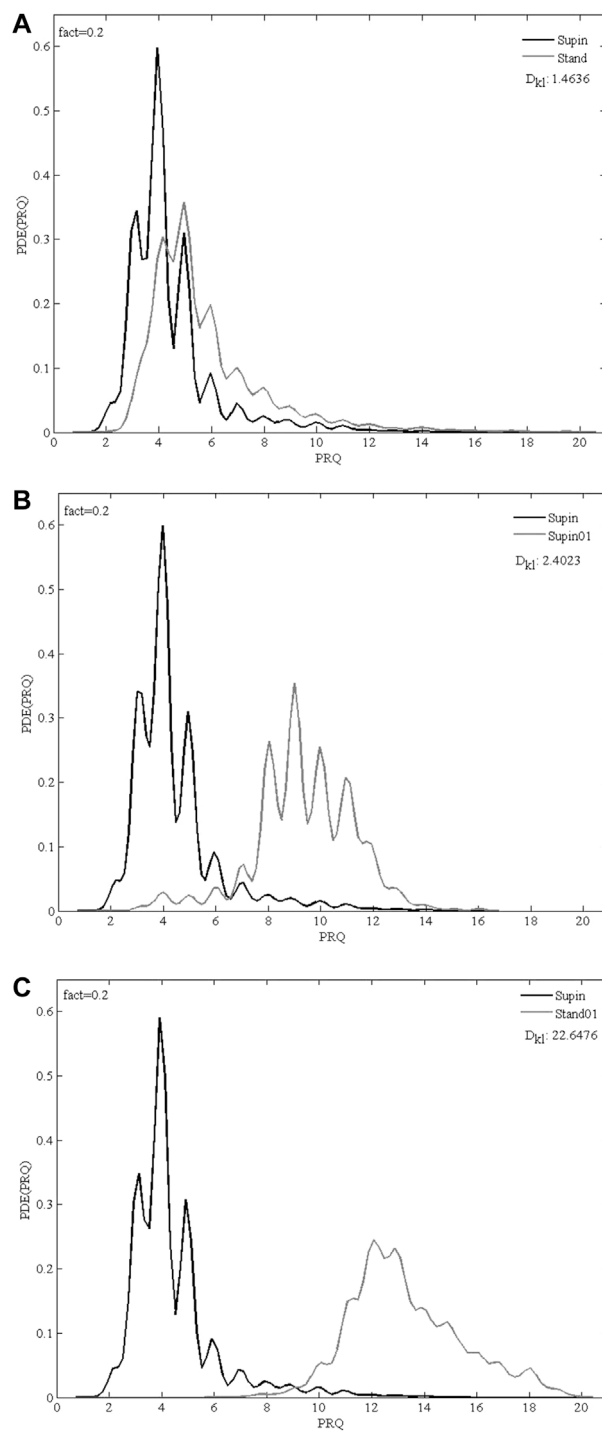 A
fact=0.2
Supin
Stand
Dkl: 1.4636
0.6
0.5
0.4
0.3
0.2
0.1
0
PDE(PRQ)
0 2 4 6 8 10 12 14 16 18 20
PRQ
B
fact=0.2
Supin
Supin01
Dkl: 2.4023
0.6
0.5
0.4
0.3
0.2
0.1
0
PDE(PRQ)
0 2 4 6 8 10 12 14 16 18 20
PRQ
C
fact=0.2
Supin
Stand01
Dkl: 22.6476
0.6
0.5
0.4
0.3
0.2
0.1
0
PDE(PRQ)
0 2 4 6 8 10 12 14 16 18 20
PRQ